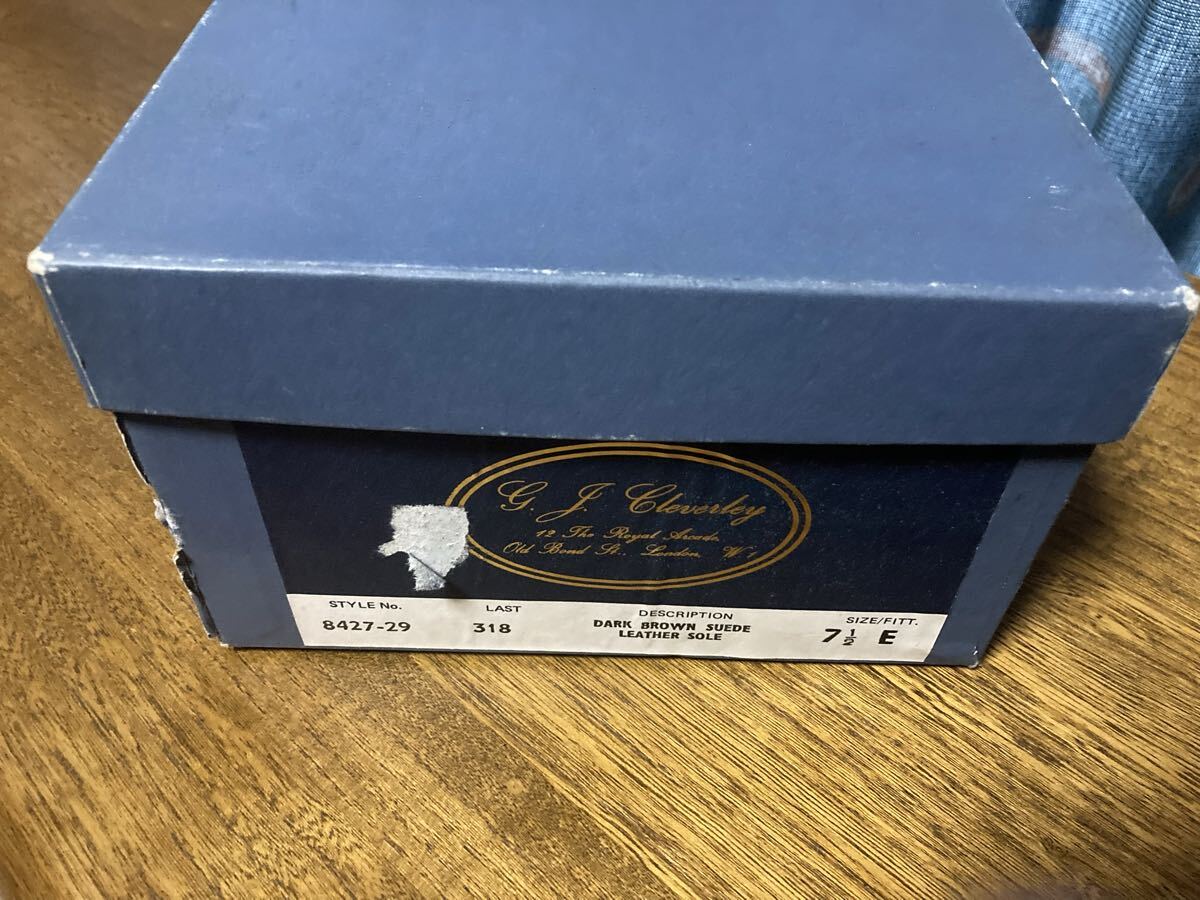 G. J. Cleverley
12 The Royal Arcade,
Old Bond St. London, W.1
STYLE No. LAST DESCRIPTION SIZE/FITT.
8427-29 318 DARK BROWN SUEDE 7½ E
LEATHER SOLE